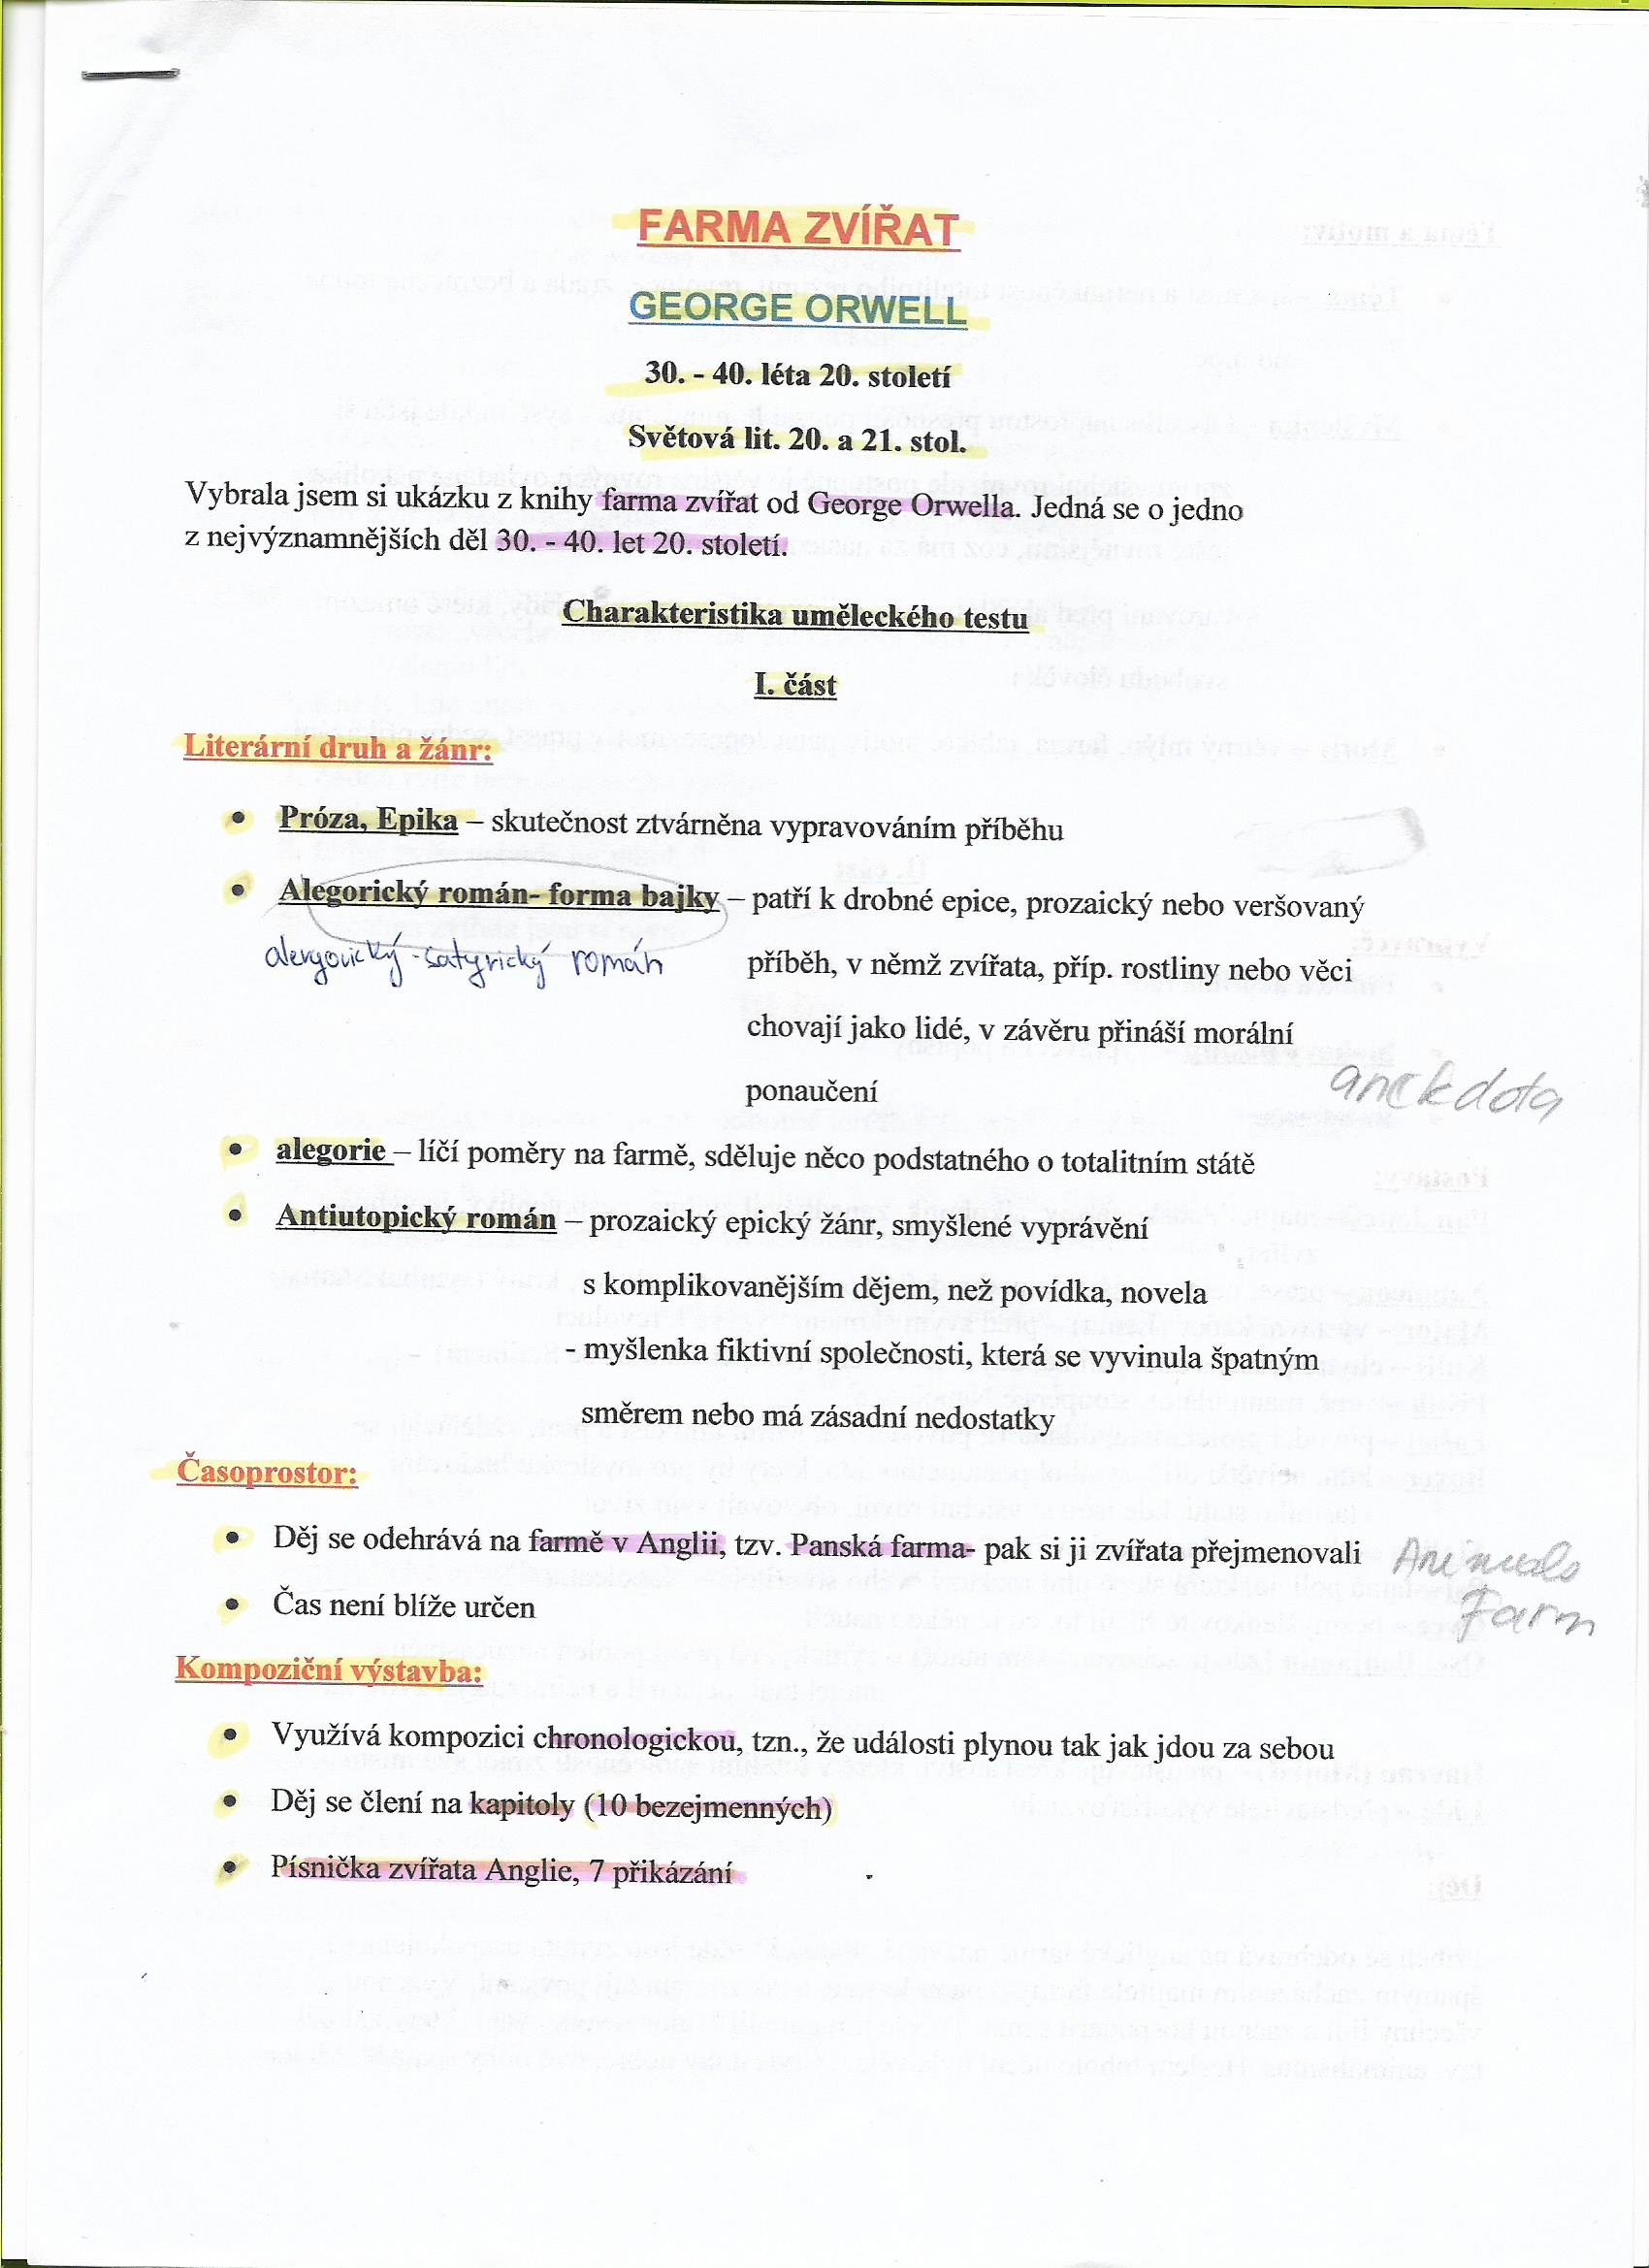 FARMA ZVÍŘAT
GEORGE ORWELL
30. - 40. léta 20. století
Světová lit. 20. a 21. stol.
Vybrala jsem si ukázku z knihy farma zvířat od George Orwella. Jedná se o jedno
z nejvýznamnějších děl 30. - 40. let 20. století.
Charakteristika uměleckého testu
I. část
Literární druh a žánr:
• Próza, Epika – skutečnost ztvárněna vypravováním příběhu
• Alegorický román- forma bajky – patří k drobné epice, prozaický nebo veršovaný
alergorický-satyrický román
příběh, v němž zvířata, příp. rostliny nebo věci
chovají jako lidé, v závěru přináší morální
ponaučení
anekdota
• alegorie – líčí poměry na farmě, sděluje něco podstatného o totalitním státě
• Antiutopický román – prozaický epický žánr, smyšlené vyprávění
s komplikovanějším dějem, než povídka, novela
- myšlenka fiktivní společnosti, která se vyvinula špatným
směrem nebo má zásadní nedostatky
Časoprostor:
• Děj se odehrává na farmě v Anglii, tzv. Panská farma- pak si ji zvířata přejmenovali Animals
Farm
• Čas není blíže určen
Kompoziční výstavba:
• Využívá kompozici chronologickou, tzn., že události plynou tak jak jdou za sebou
• Děj se člení na kapitoly (10 bezejmenných)
• Písnička zvířata Anglie, 7 přikázání